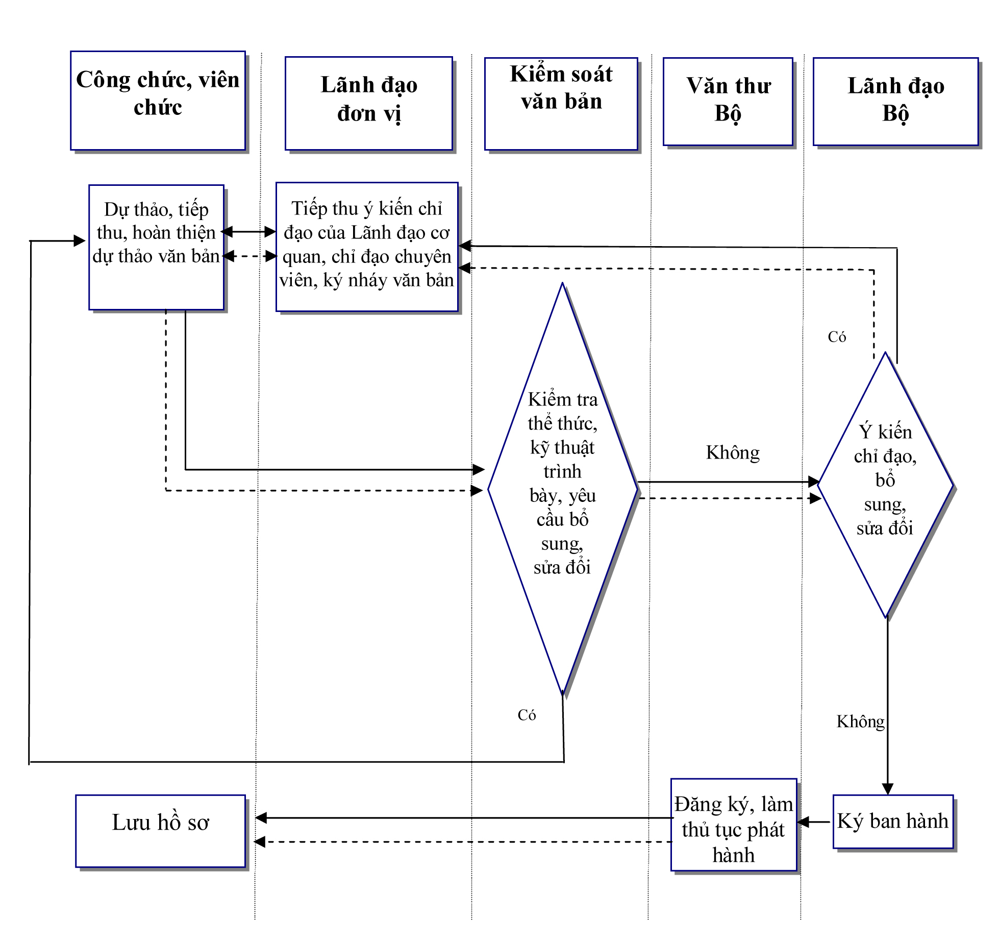 Công chức, viên
chức
Lãnh đạo
đơn vị
Kiểm soát
văn bản
Văn thư
Bộ
Lãnh đạo
Bộ
Dự thảo, tiếp
thu, hoàn thiện
dự thảo văn bản
Tiếp thu ý kiến chỉ
đạo của Lãnh đạo cơ
quan, chỉ đạo chuyên
viên, ký nháy văn bản
Có
Kiểm tra
thể thức,
kỹ thuật
trình
bày, yêu
cầu bổ
sung,
sửa đổi
Không
Ý kiến
chỉ đạo,
bổ
sung,
sửa đổi
Có
Không
Lưu hồ sơ
Đăng ký, làm
thủ tục phát
hành
Ký ban hành